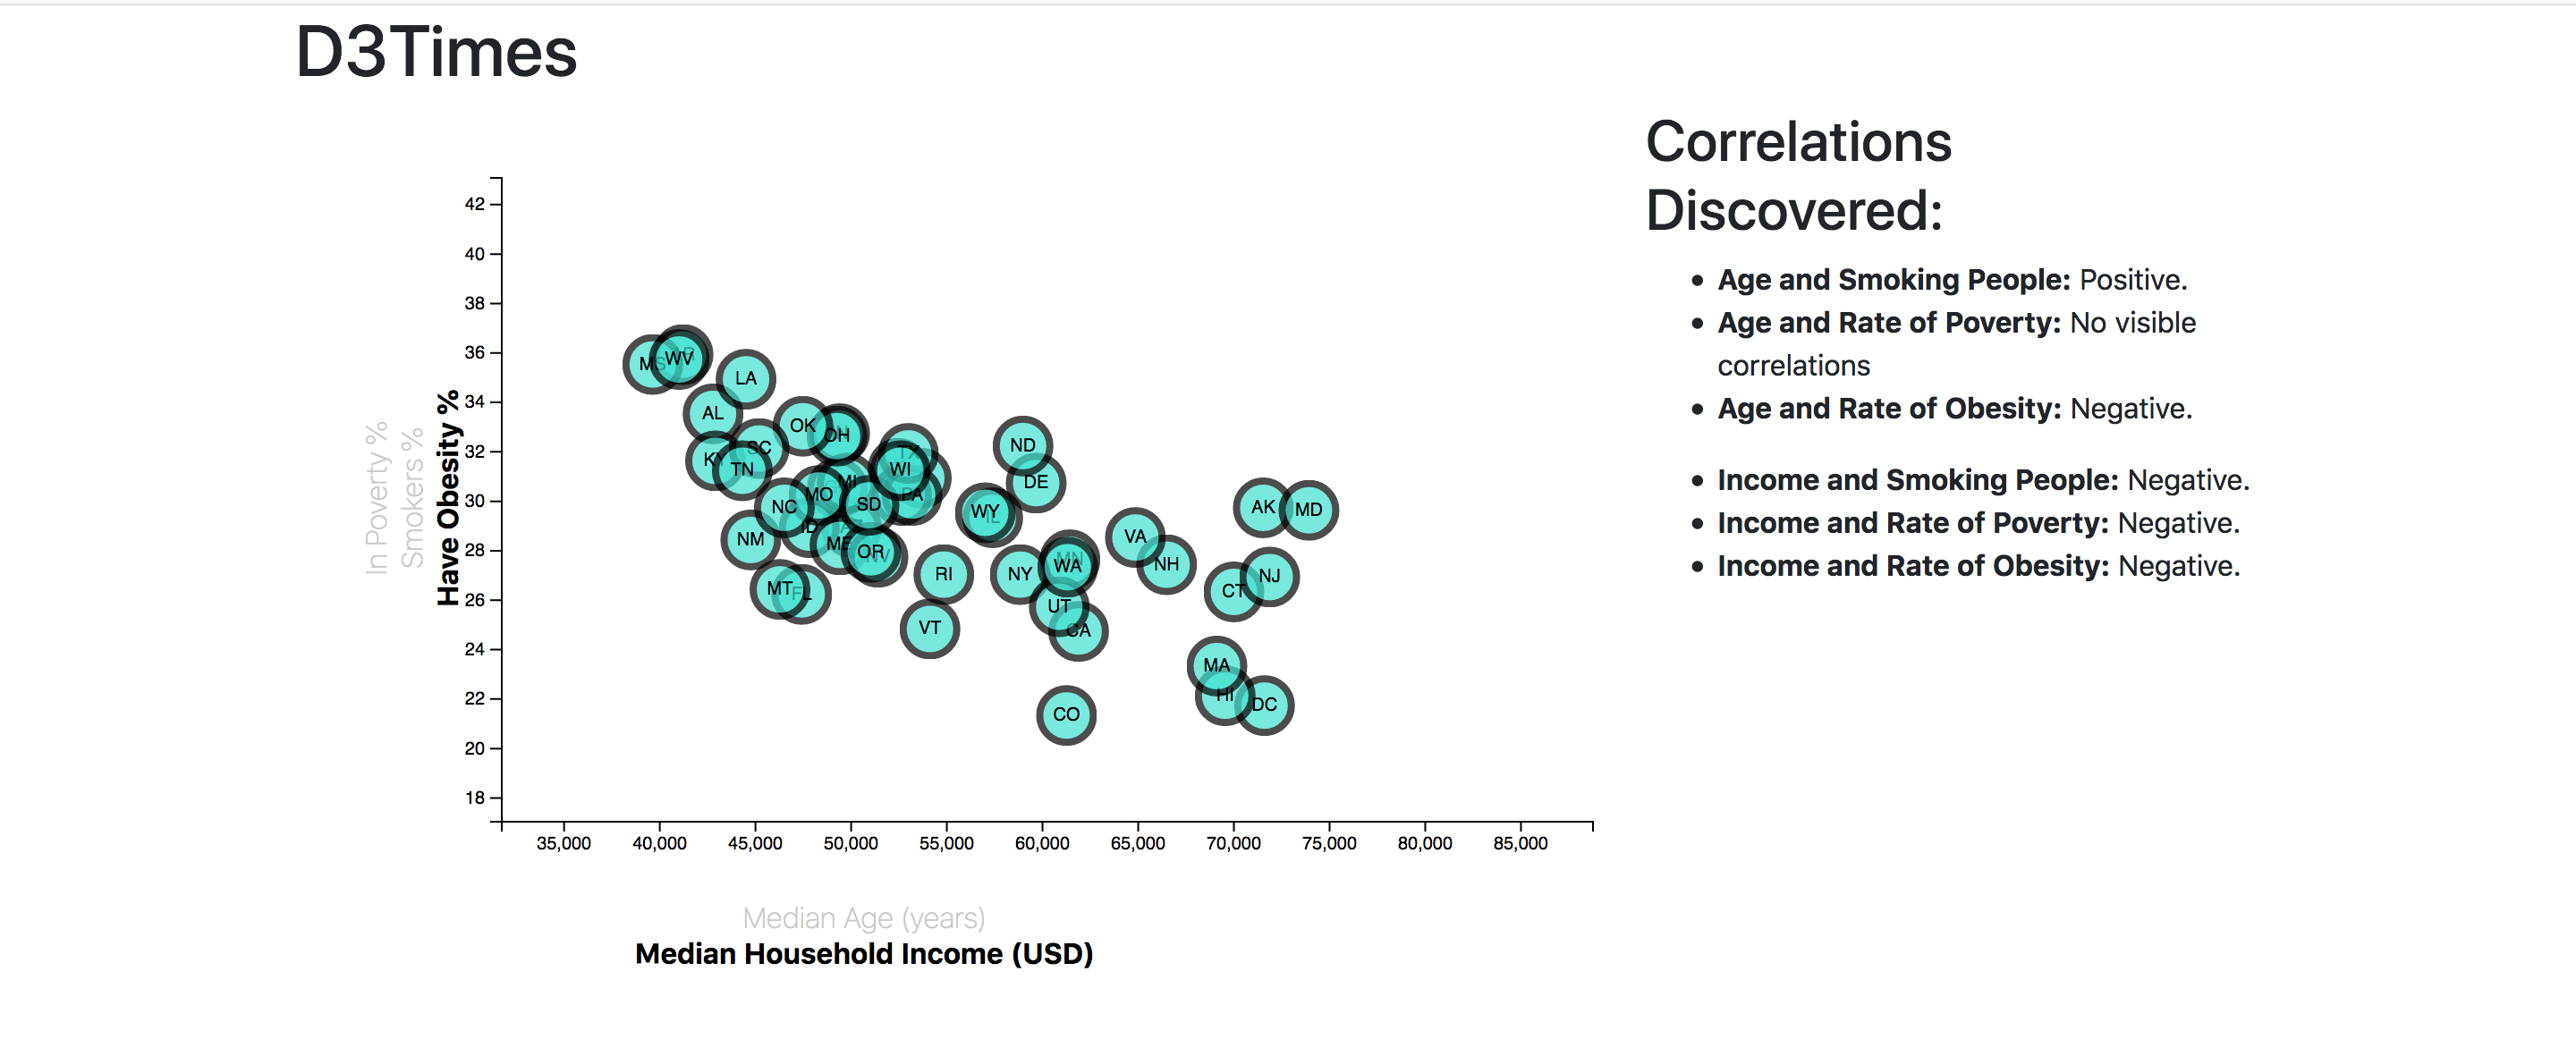 D3Times
42
40
38
36
34
32
30
28
26
24
22
20
18
In Poverty %
Smokers %
Have Obesity %
WV
LA
AL
OK
OH
SC
KY
TN
TX
WI
PA
ND
DE
MI
MO
SD
NC
ID
WY
IL
AK
MD
NM
ME
OR
NV
VA
NH
RI
NY
MN
WA
MT
FL
UT
CT
NJ
VT
CA
MA
HI
DC
CO
MS
35,000 40,000 45,000 50,000 55,000 60,000 65,000 70,000 75,000 80,000 85,000
Median Age (years)
Median Household Income (USD)
Correlations
Discovered:
• Age and Smoking People: Positive.
• Age and Rate of Poverty: No visible
correlations
• Age and Rate of Obesity: Negative.
• Income and Smoking People: Negative.
• Income and Rate of Poverty: Negative.
• Income and Rate of Obesity: Negative.